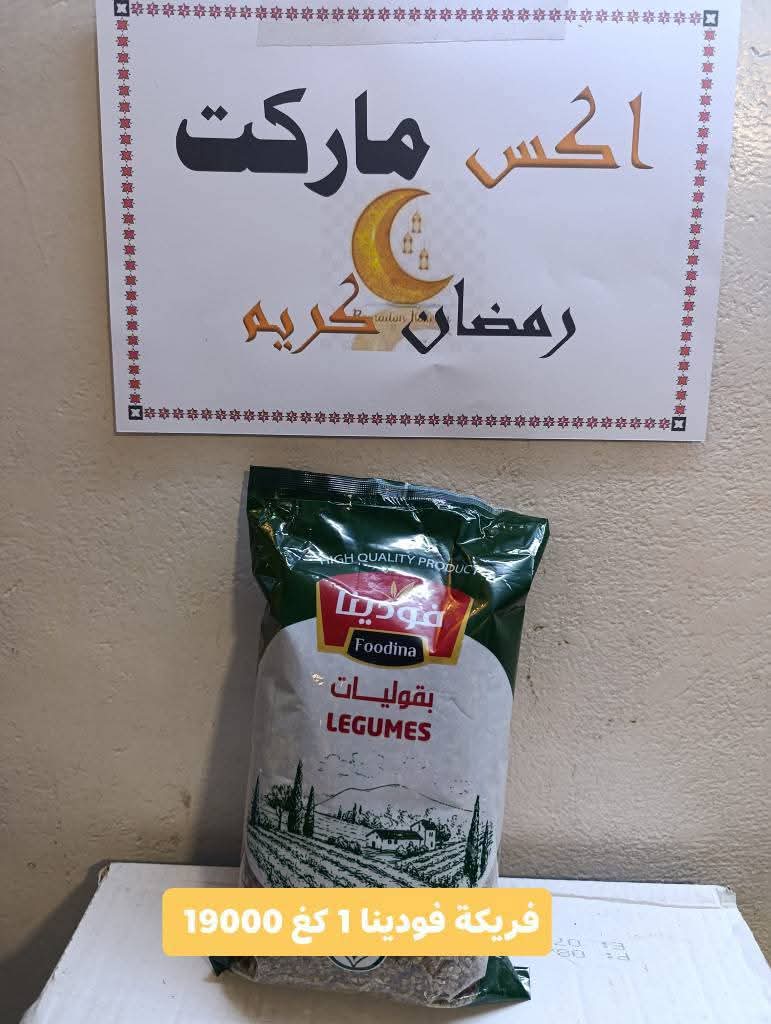 اكس ماركت
رمضان كريم
HIGH QUALITY PRODUCT
فودينا
Foodina
بقوليات
LEGUMES
فريكة فودينا 1 كغ 19000